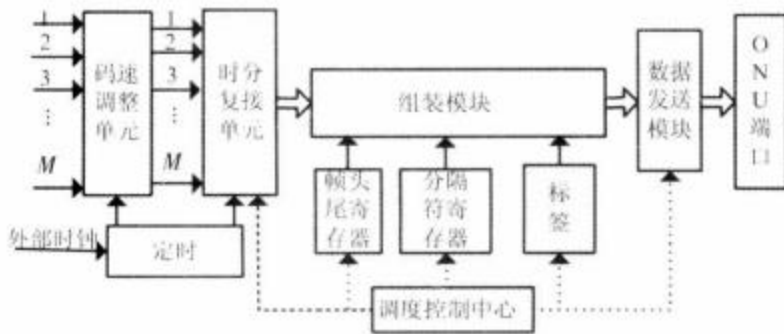 1
2
3
⋮
M
码速
调整
单元
1
2
3
⋮
M
时分
复接
单元
组装模块
数据
发送
模块
O
N
U
端
口
帧头
尾寄
存器
分隔
符寄
存器
标
签
外部时钟
定时
调度控制中心